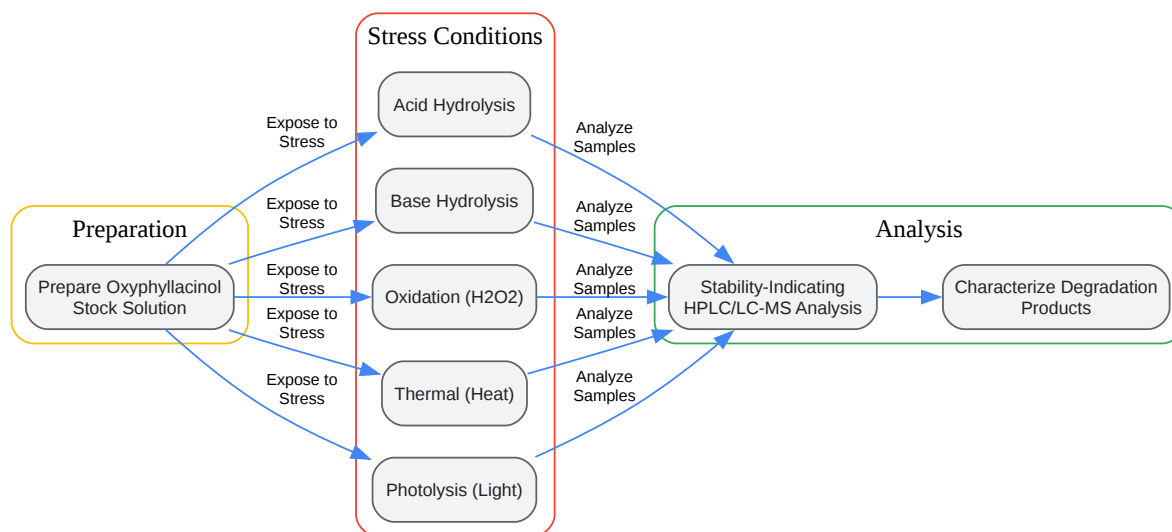 Preparation
Prepare Oxyphyllacinol
Stock Solution
Expose to
Stress
Expose to
Stress
Expose to
Stress
Expose to
Stress
Expose to
Stress
Stress Conditions
Acid Hydrolysis
Base Hydrolysis
Oxidation (H2O2)
Thermal (Heat)
Photolysis (Light)
Analyze
Samples
Analyze
Samples
Analyze
Samples
Analyze
Samples
Analyze
Samples
Analysis
Stability-Indicating
HPLC/LC-MS Analysis
Characterize Degradation
Products